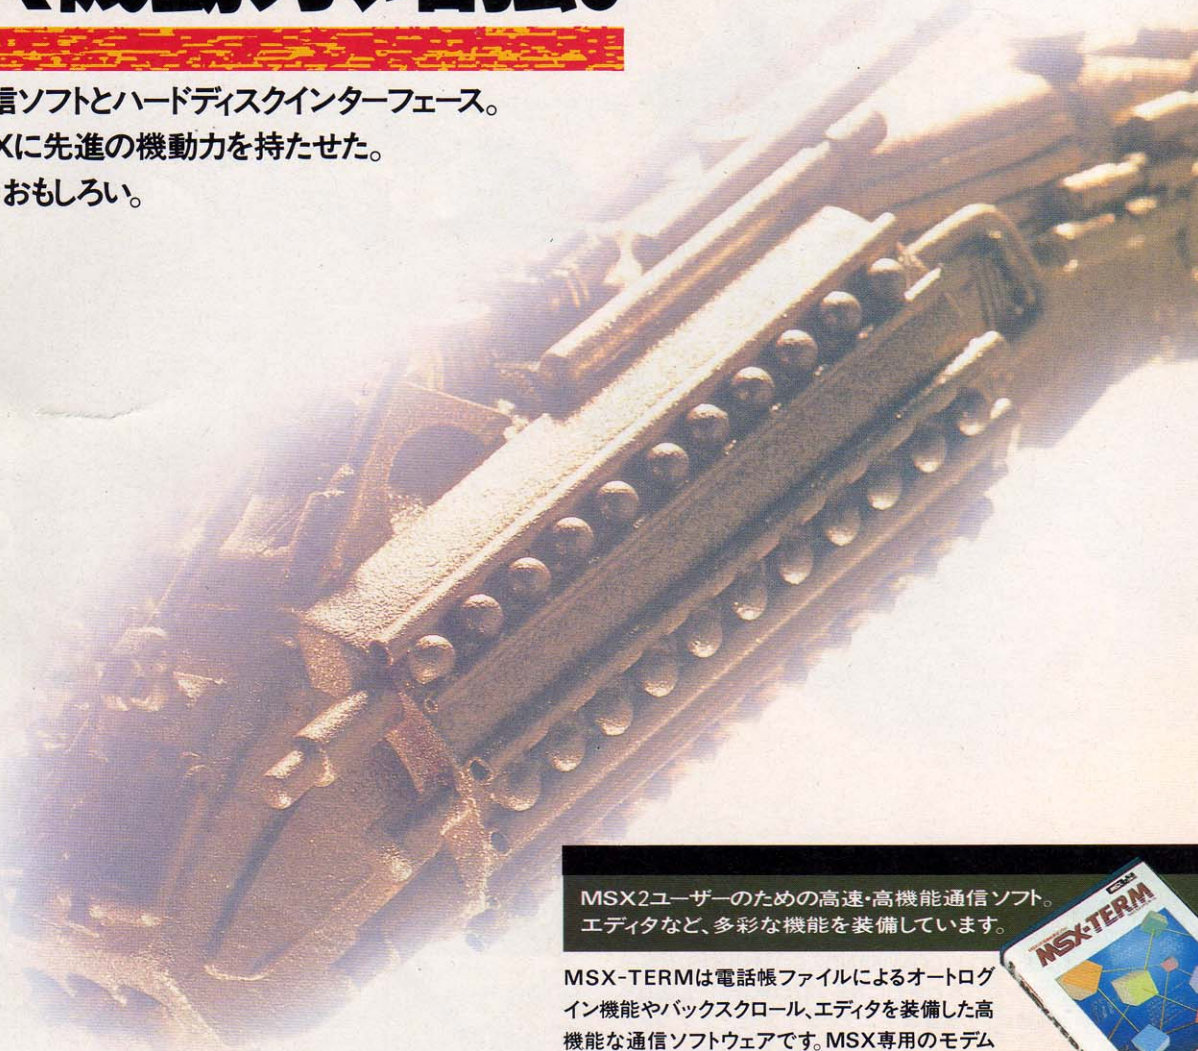 機動力
信ソフトとハードディスクインターフェース。
Xに先進の機動力を持たせた。
おもしろい。
MSX2ユーザーのための高速・高機能通信ソフト。
エディタなど、多彩な機能を装備しています。
MSX-TERM
MSX-TERMは電話帳ファイルによるオートログ
イン機能やバックスクロール、エディタを装備した高
機能な通信ソフトウェアです。MSX専用のモデム